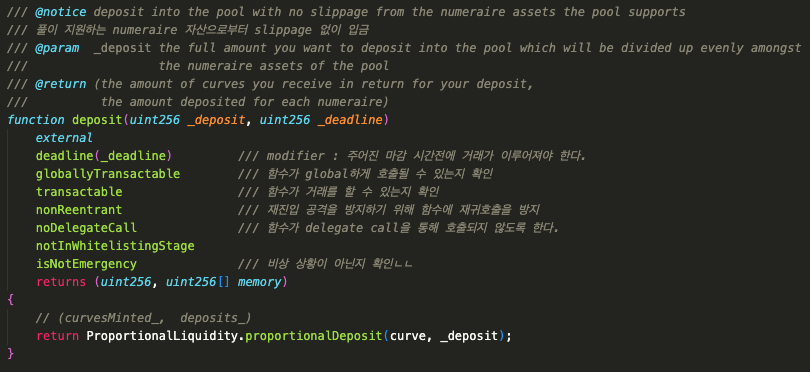 /// @notice deposit into the pool with no slippage from the numeraire assets the pool supports
/// 풀이 지원하는 numeraire 자산으로부터 slippage 없이 입금
/// @param  _deposit the full amount you want to deposit into the pool which will be divided up evenly amongst
///                  the numeraire assets of the pool
/// @return (the amount of curves you receive in return for your deposit,
///          the amount deposited for each numeraire)
function deposit(uint256 _deposit, uint256 _deadline)
    external
    deadline(_deadline)         /// modifier : 주어진 마감 시간전에 거래가 이루어져야 한다.
    globallyTransactable        /// 함수가 global하게 호출될 수 있는지 확인
    transactable                /// 함수가 거래를 할 수 있는지 확인
    nonReentrant                /// 재진입 공격을 방지하기 위해 함수에 재귀호출을 방지
    noDelegateCall              /// 함수가 delegate call을 통해 호출되지 않도록 한다.
    notInWhitelistingStage
    isNotEmergency              /// 비상 상황이 아닌지 확인ㄴㄴ
    returns (uint256, uint256[] memory)
{
    // (curvesMinted_,  deposits_)
    return ProportionalLiquidity.proportionalDeposit(curve, _deposit);
}